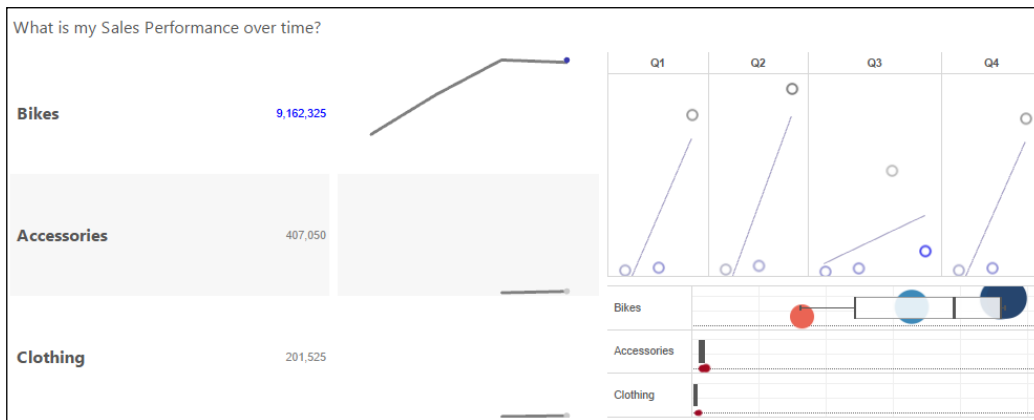 What is my Sales Performance over time?
Q1 Q2 Q3 Q4
Bikes 9,162,325
Accessories 407,050
Clothing 201,525
Bikes
Accessories
Clothing